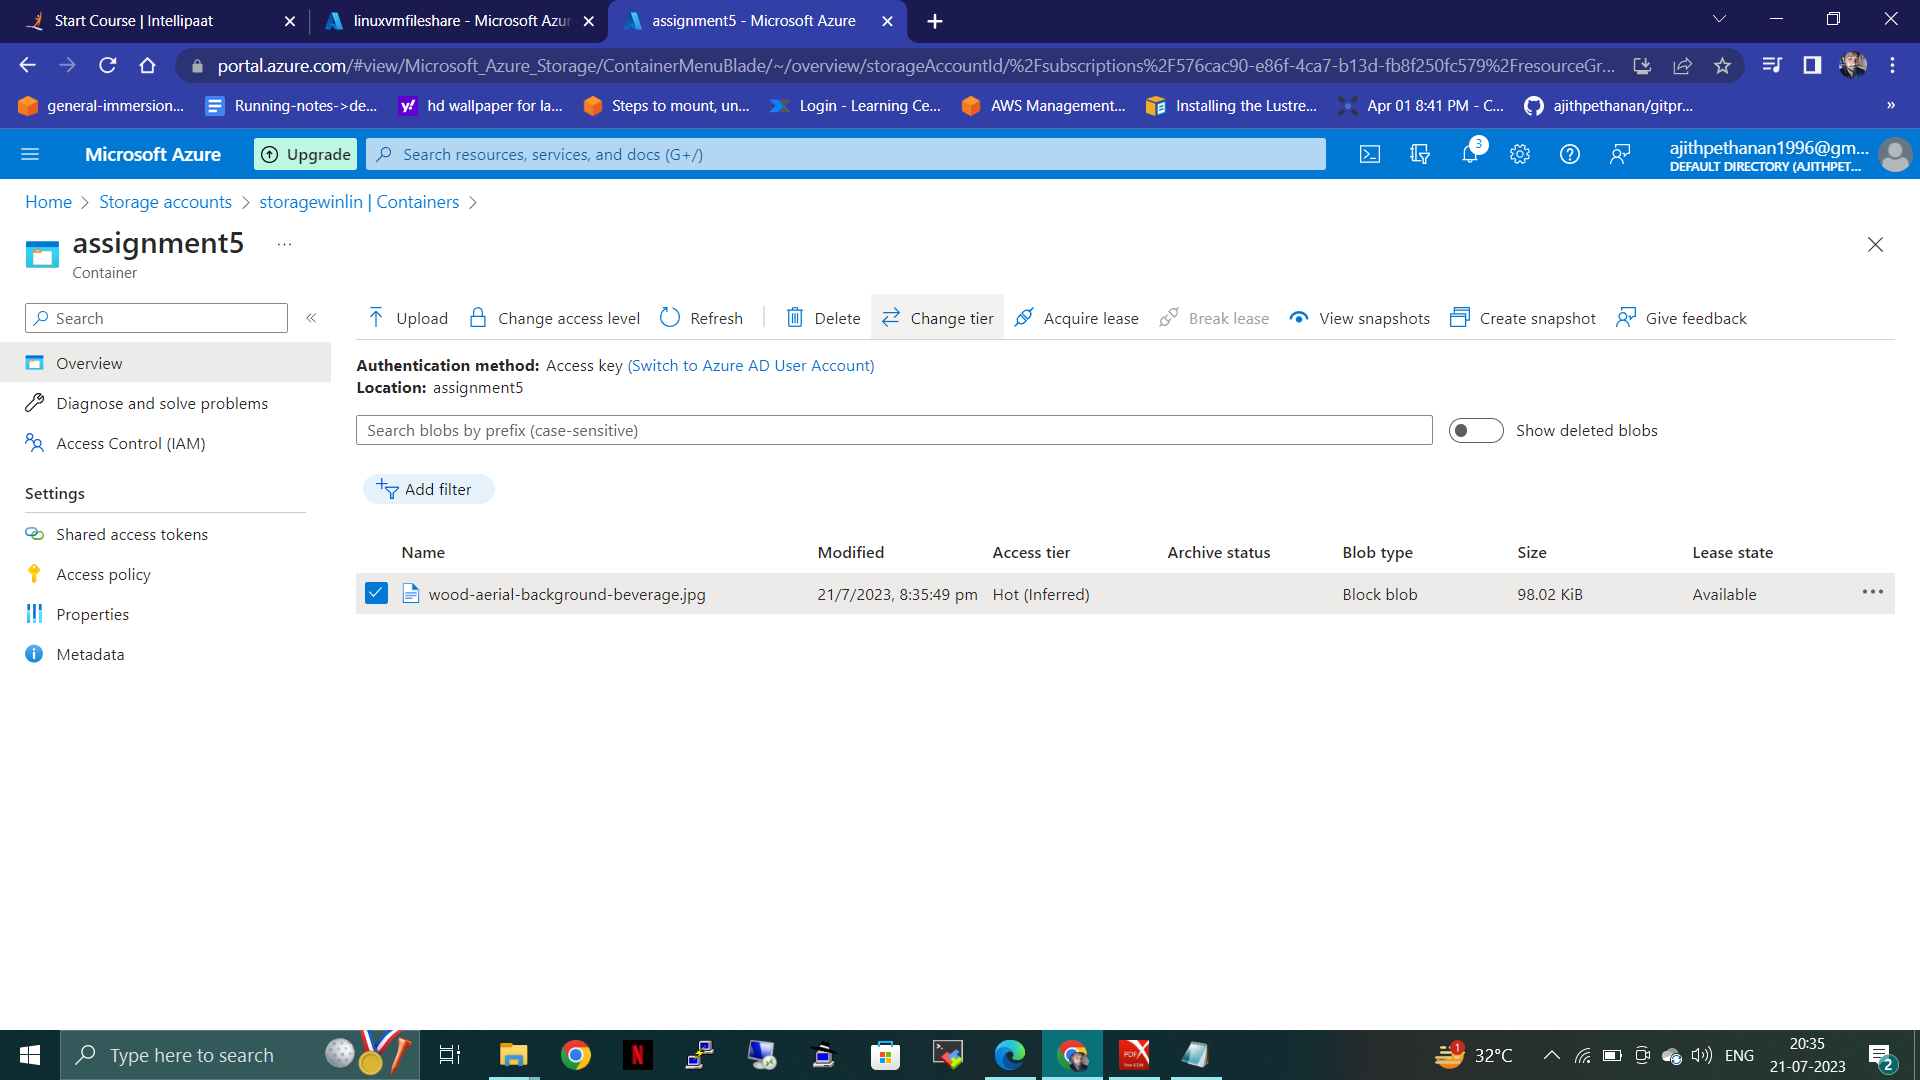 Start Course | Intellipaat
linuxvmfileshare - Microsoft Azur
assignment5 - Microsoft Azure
portal.azure.com/#view/Microsoft_Azure_Storage/ContainerMenuBlade/~/overview/storageAccountId/%2Fsubscriptions%2F576cac90-e86f-4ca7-b13d-fb8f250fc579%2FresourceGr...
general-immersion...
Running-notes->de...
hd wallpaper for la...
Steps to mount, un...
Login - Learning Ce...
AWS Management...
Installing the Lustre...
Apr 01 8:41 PM - C...
ajithpethanan/gitpr...
»
Microsoft Azure
Upgrade
Search resources, services, and docs (G+/)
3
ajithpethanan1996@gm...
DEFAULT DIRECTORY (AJITHPET...
Home > Storage accounts > storagewinlin | Containers >
assignment5 ...
Container
Search
«
Overview
Diagnose and solve problems
Access Control (IAM)
Settings
Shared access tokens
Access policy
Properties
Metadata
Upload Change access level Refresh Delete Change tier Acquire lease Break lease View snapshots Create snapshot Give feedback
Authentication method: Access key (Switch to Azure AD User Account)
Location: assignment5
Search blobs by prefix (case-sensitive)
Show deleted blobs
Add filter
Name Modified Access tier Archive status Blob type Size Lease state
wood-aerial-background-beverage.jpg 21/7/2023, 8:35:49 pm Hot (Inferred) Block blob 98.02 KiB Available ...
Type here to search
N
PDF
1
32°C
ENG
20:35
21-07-2023
2